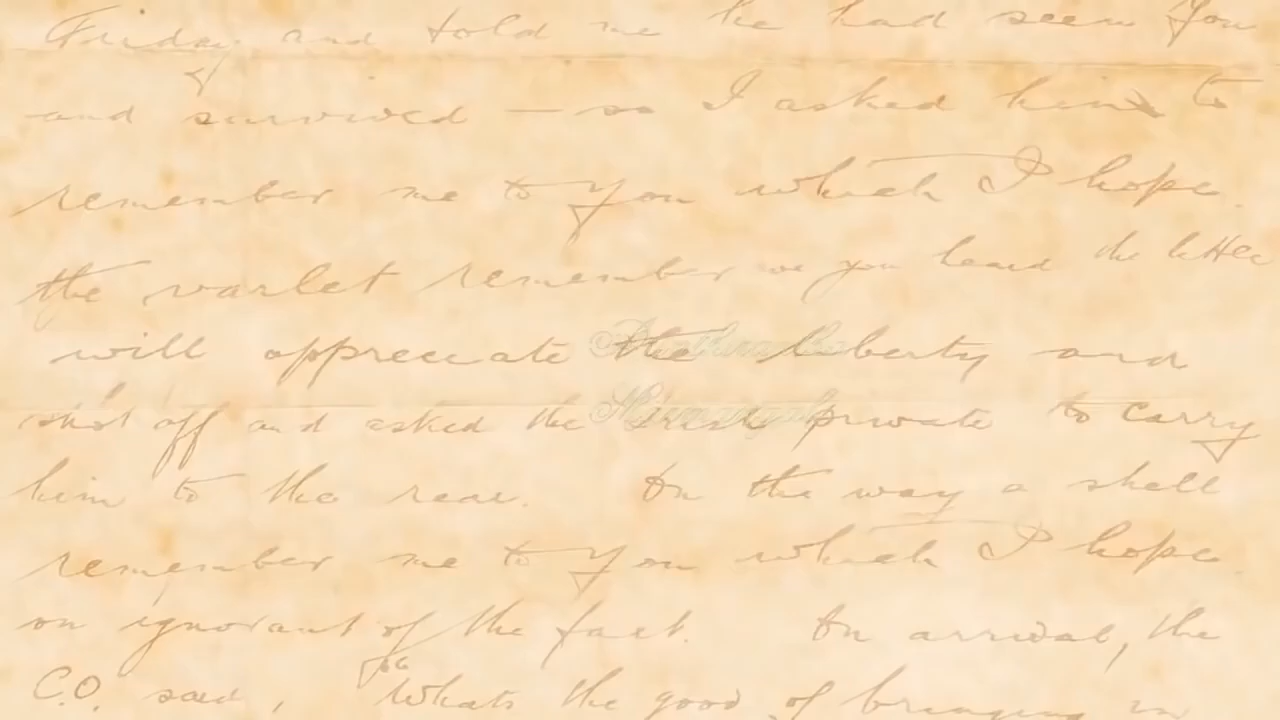 Friday and told me he had seen you
and survived — so I asked him to
remember me to you which I hope
the varlet remember we you heard the letter
will appreciate the liberty and
shot off and asked the private to carry
him to the rear. On the way a shell
remember me to you which I hope
on ignorant of the fact. On arrival, the
C.O. said, "Whats the good of bringing in